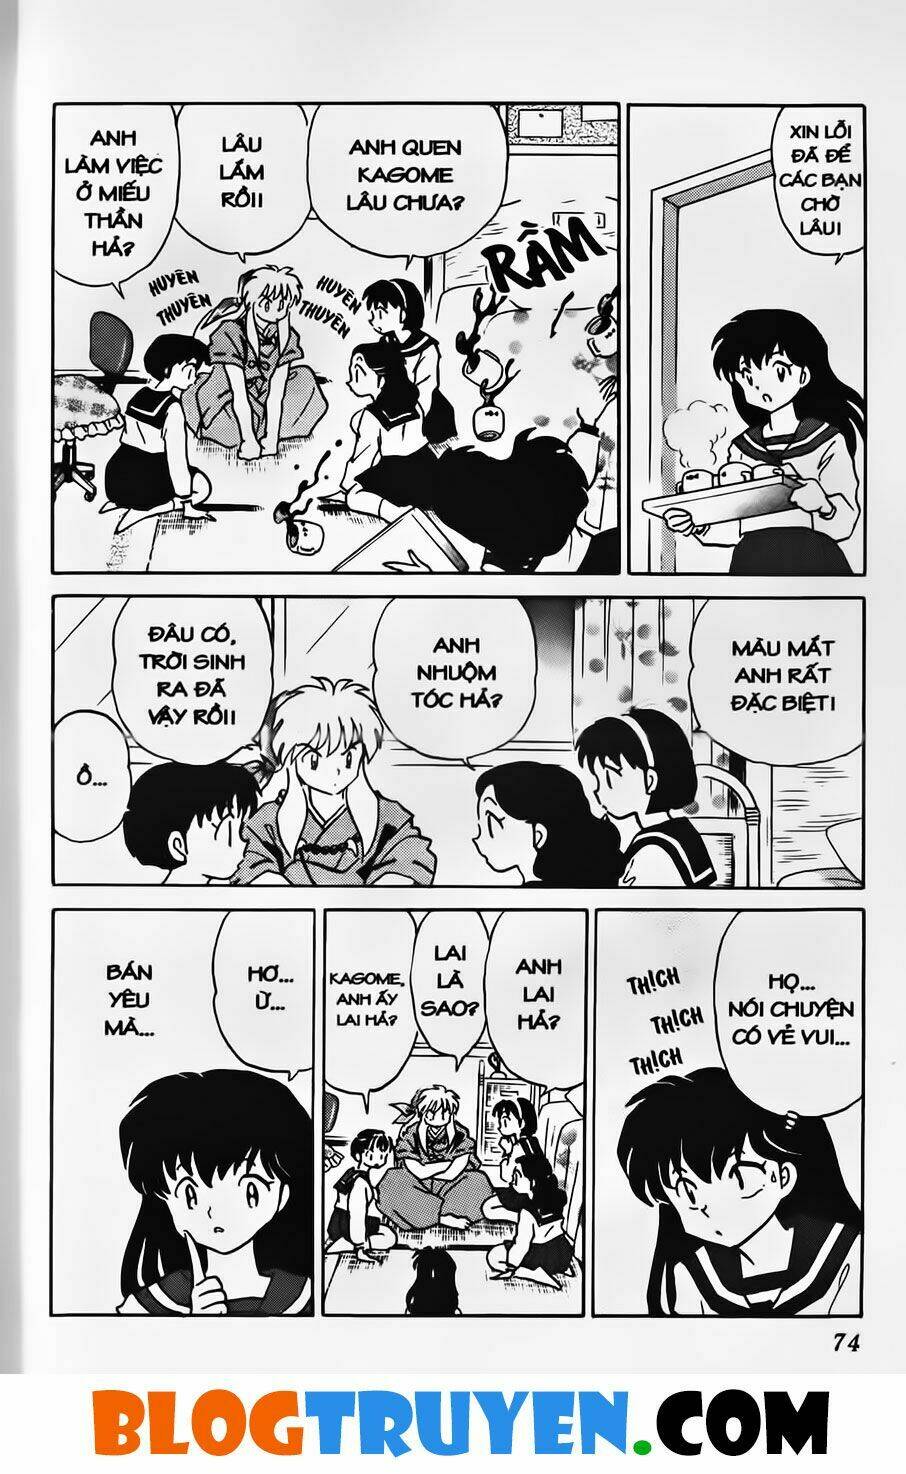 XIN LỖI
ĐÃ ĐỂ
CÁC BẠN
CHỜ
LÂU!
ANH QUEN
KAGOME
LÂU CHƯA?
LÂU
LẮM
RỒI!
ANH
LÀM VIỆC
Ở MIẾU
THẦN
HẢ?
RẦM
HUYÊN
THUYÊN
HUYÊN
THUYÊN
MÀU MẮT
ANH RẤT
ĐẶC BIỆT!
ANH
NHUỘM
TÓC HẢ?
ĐÂU CÓ,
TRỜI SINH
RA ĐÃ
VẬY RỒI!
Ồ...
HỌ...
NÓI CHUYỆN
CÓ VẺ VUI...
THỊCH
THỊCH
THỊCH
ANH
LAI
HẢ?
LAI
LÀ
SAO?
KAGOME,
ANH ẤY
LAI HẢ?
HƠ...
Ừ...
BÁN
YÊU
MÀ...
74
BLOGTRUYEN.COM